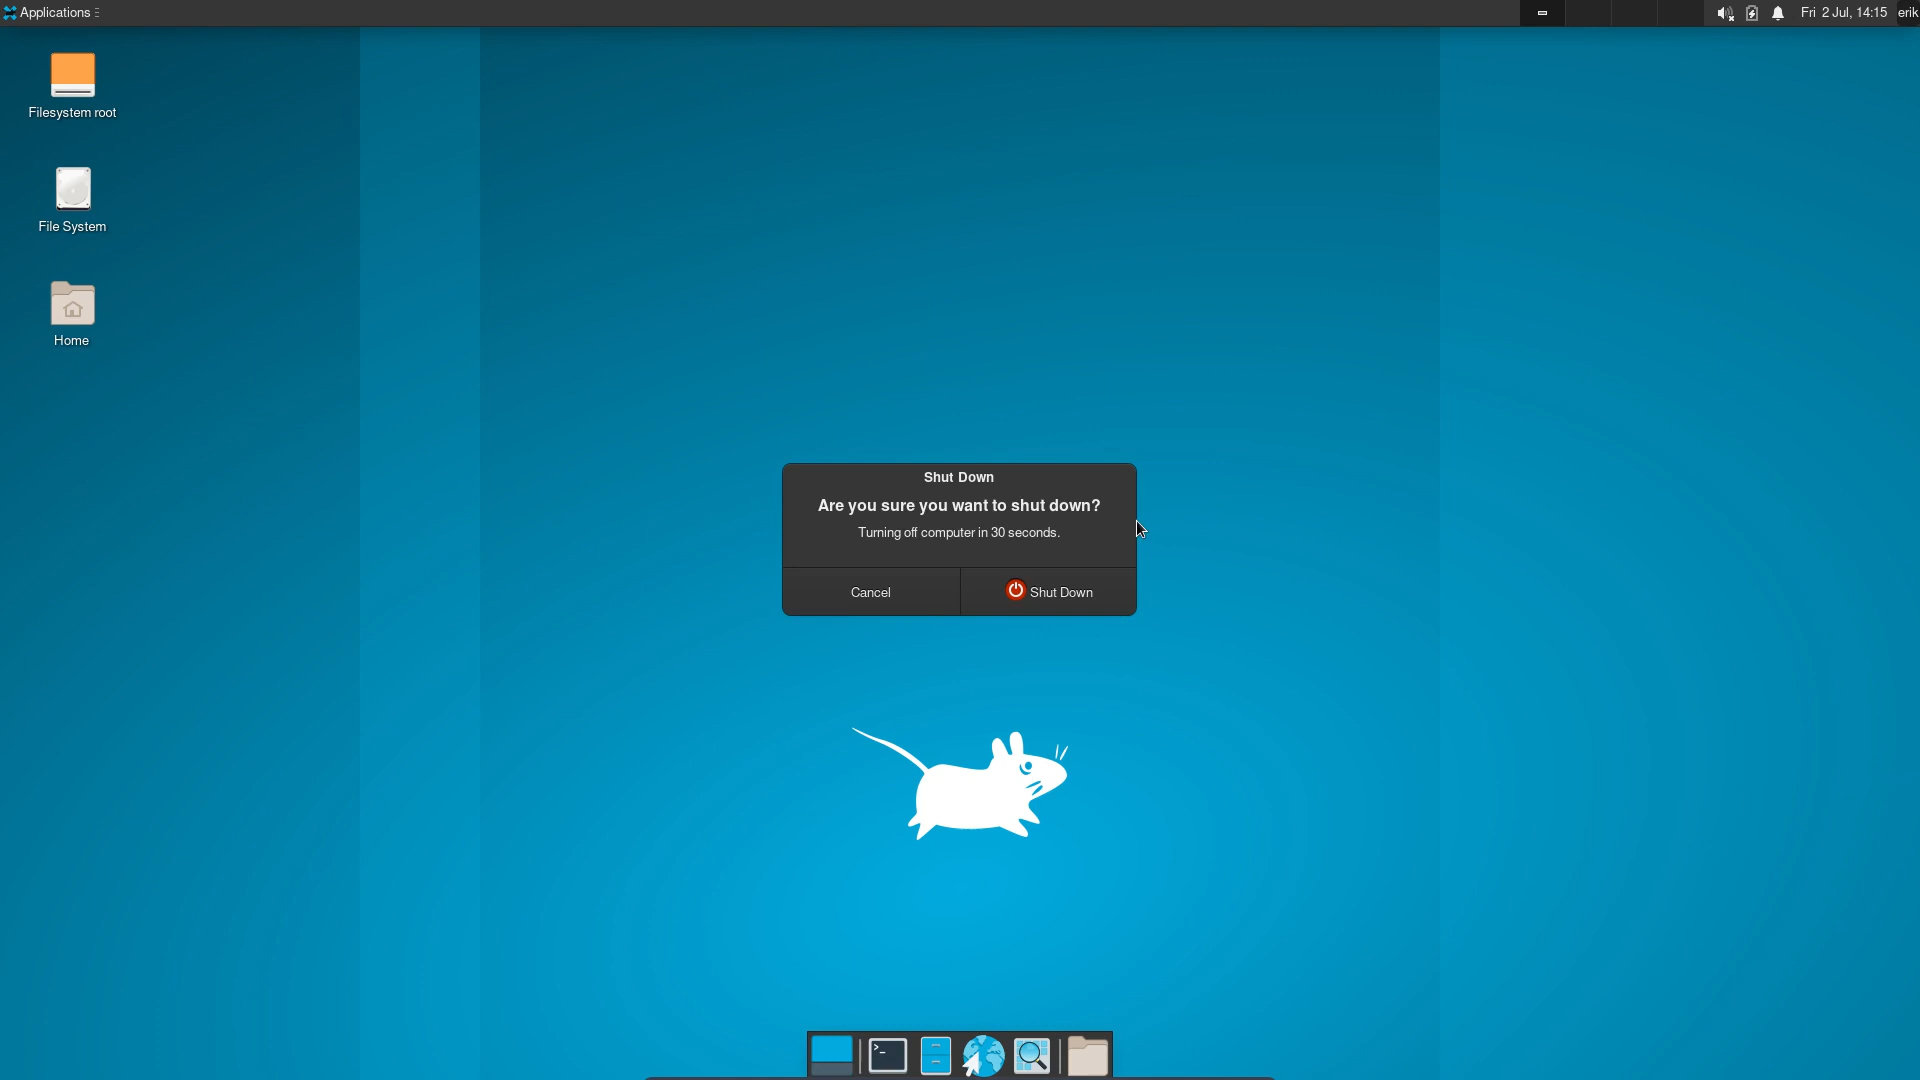 Applications
Fri 2 Jul, 14:15 erik
Filesystem root
File System
Home
Shut Down
Are you sure you want to shut down?
Turning off computer in 30 seconds.
Cancel
Shut Down